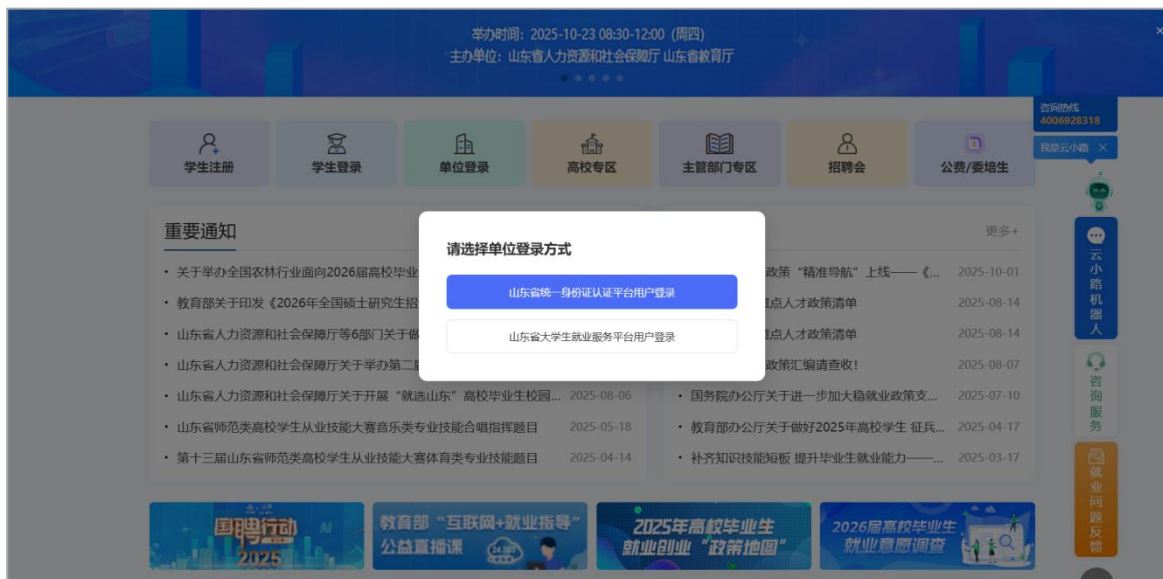 举办时间：2025-10-23 08:30-12:00 (周四)
主办单位：山东省人力资源和社会保障厅 山东省教育厅
×
咨询热线
4006928318
我是云小路 ×
学生注册
学生登录
单位登录
高校专区
主管部门专区
招聘会
公费/委培生
重要通知
更多+
请选择单位登录方式
山东省统一身份证认证平台用户登录
山东省大学生就业服务平台用户登录
· 关于举办全国农林行业面向2026届高校毕业
· 教育部关于印发《2026年全国硕士研究生招
· 山东省人力资源和社会保障厅等6部门关于做
· 山东省人力资源和社会保障厅关于举办第二届
· 山东省人力资源和社会保障厅关于开展“就选山东”高校毕业生校园... 2025-08-06
· 山东省师范类高校学生从业技能大赛音乐类专业技能合唱指挥题目 2025-05-18
· 第十三届山东省师范类高校学生从业技能大赛体育类专业技能题目 2025-04-14
政策“精准导航”上线——《... 2025-10-01
点人才政策清单 2025-08-14
点人才政策清单 2025-08-14
政策汇编请查收! 2025-08-07
· 国务院办公厅关于进一步加大稳就业政策支... 2025-07-10
· 教育部办公厅关于做好2025年高校学生 征兵... 2025-04-17
· 补齐知识技能短板 提升毕业生就业能力——... 2025-03-17
云小路机器人
咨询服务
就业问题反馈
国聘行动 AI
2025
教育部“互联网+就业指导”
公益直播课
24365
2025年高校毕业生
就业创业“政策地图”
2026届高校毕业生
就业意愿调查